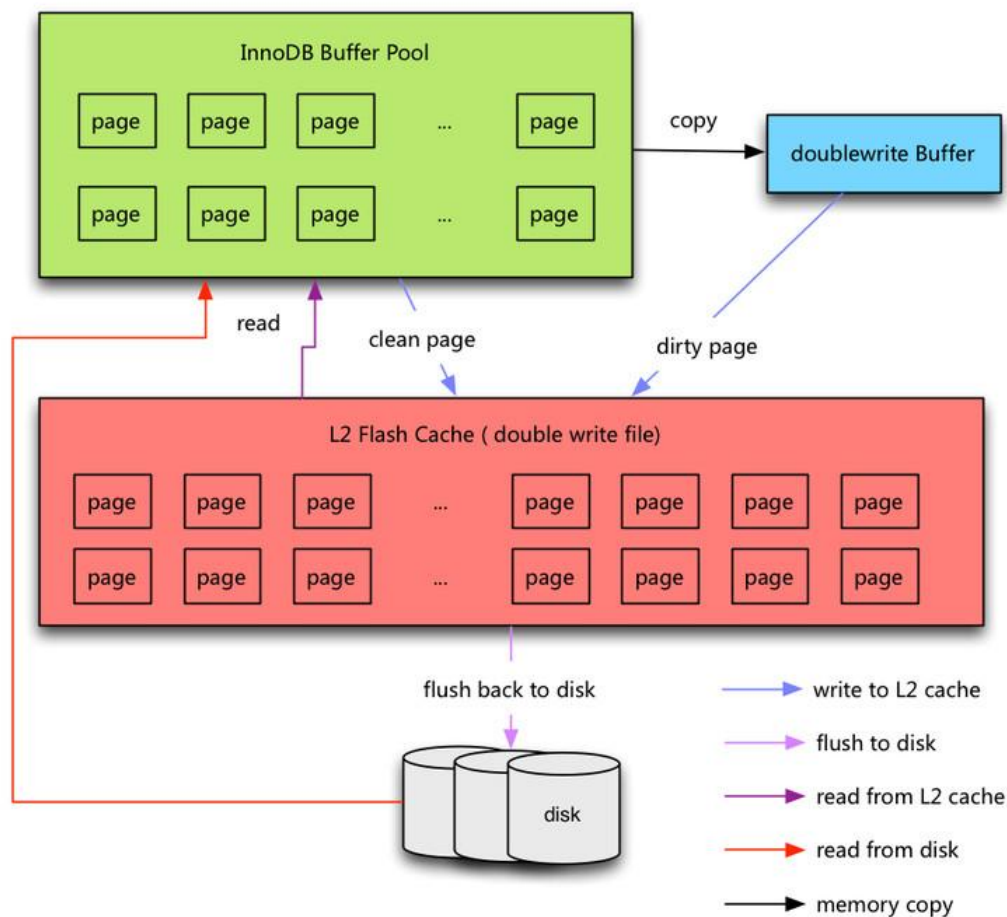 InnoDB Buffer Pool
page page page ... page
copy
doublewrite Buffer
page page page ... page
read
clean page
dirty page
L2 Flash Cache ( double write file)
page page page ... page page page page
page page page ... page page page page
flush back to disk
disk
write to L2 cache
flush to disk
read from L2 cache
read from disk
memory copy